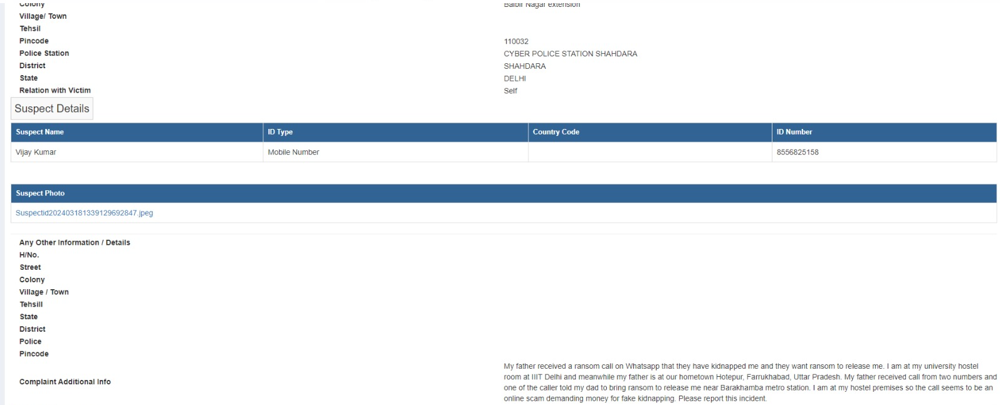 Colony Balbir Nagar extension
Village/ Town
Tehsil
Pincode 110032
Police Station CYBER POLICE STATION SHAHDARA
District SHAHDARA
State DELHI
Relation with Victim Self
Suspect Details
Suspect Name ID Type Country Code ID Number
Vijay Kumar Mobile Number 8556825158
Suspect Photo
Suspectid202403181339129692847.jpeg
Any Other Information / Details
H/No.
Street
Colony
Village / Town
Tehsill
State
District
Police
Pincode
Complaint Additional Info
My father received a ransom call on Whatsapp that they have kidnapped me and they want ransom to release me. I am at my university hostel
room at IIIT Delhi and meanwhile my father is at our hometown Hotepur, Farrukhabad, Uttar Pradesh. My father received call from two numbers and
one of the caller told my dad to bring ransom to release me near Barakhamba metro station. I am at my hostel premises so the call seems to be an
online scam demanding money for fake kidnapping. Please report this incident.